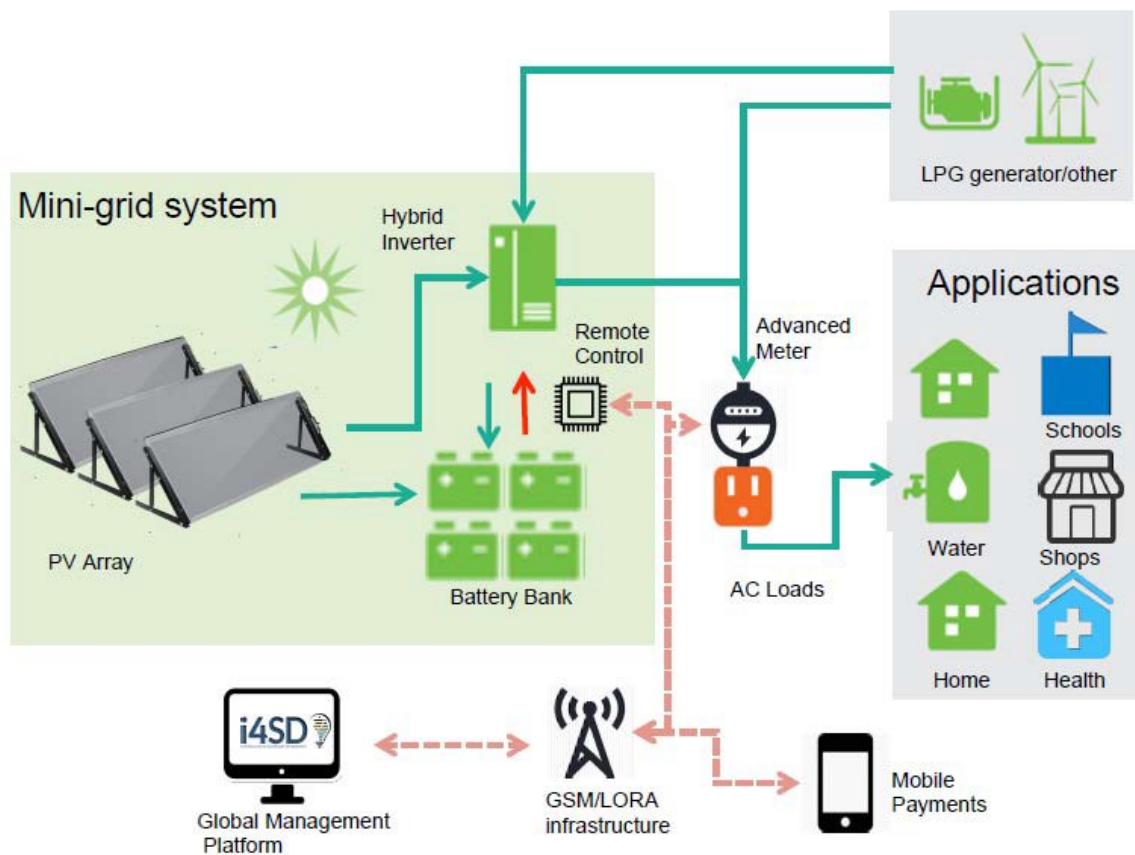 LPG generator/other
Mini-grid system
Hybrid
Inverter
Applications
Remote
Control
Advanced
Meter
Schools
PV Array
Battery Bank
AC Loads
Water
Shops
Home
Health
i4SD
Global Management
Platform
GSM/LORA
infrastructure
Mobile
Payments